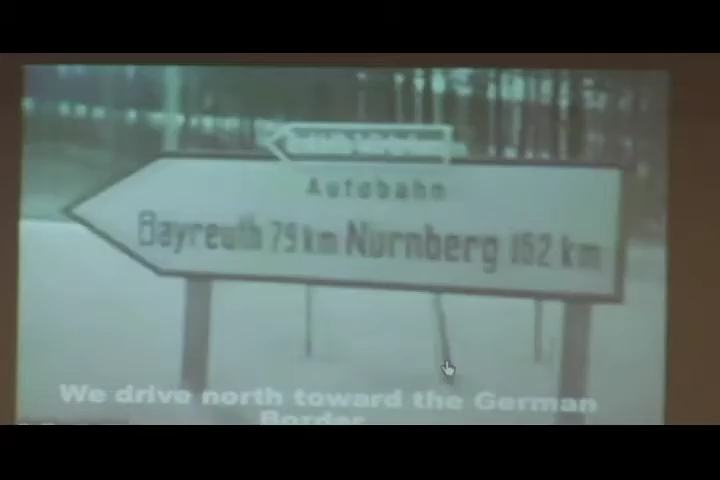 Autobahn
Bayreuth 79 km Nürnberg 162 km
We drive north toward the German
Border